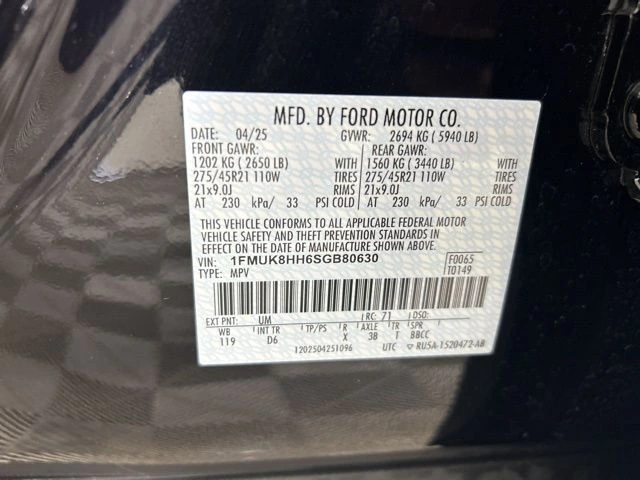 MFD. BY FORD MOTOR CO.
DATE: 04/25 GVWR: 2694 KG ( 5940 LB)
FRONT GAWR: REAR GAWR:
1202 KG ( 2650 LB) WITH 1560 KG ( 3440 LB) WITH
275/45R21 110W TIRES 275/45R21 110W TIRES
21x9.0J RIMS 21x9.0J RIMS
AT 230 kPa/ 33 PSI COLD AT 230 kPa/ 33 PSI COLD
THIS VEHICLE CONFORMS TO ALL APPLICABLE FEDERAL MOTOR
VEHICLE SAFETY AND THEFT PREVENTION STANDARDS IN
EFFECT ON THE DATE OF MANUFACTURE SHOWN ABOVE.
VIN: 1FMUK8HH6SGB80630 F0065
TYPE: MPV T0149
EXT PNT: UM RC: 71 DSO:
WB INT TR TP/PS R AXLE TR SPR
119 D6 X 3B T BBCC
1202504251096 UTC RU5A-1520472-AB